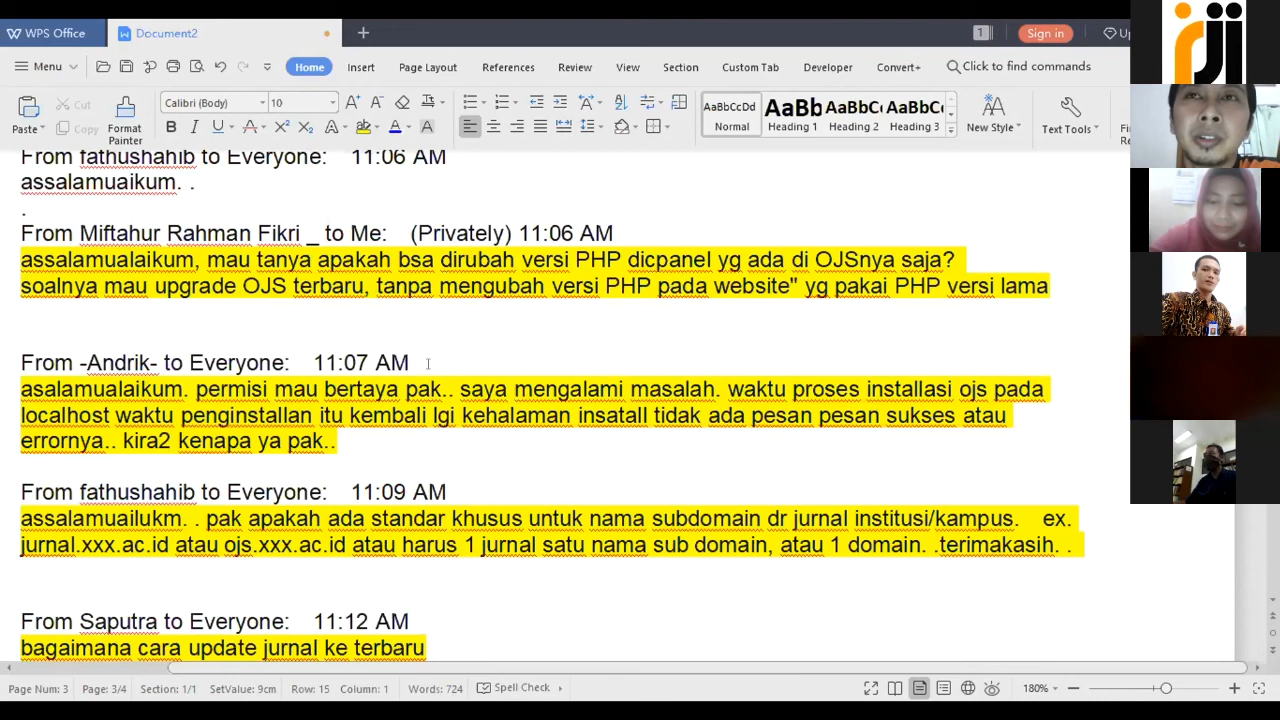 WPS Office
Document2
1
Sign in
Up
Menu
Home
Insert
Page Layout
References
Review
View
Section
Custom Tab
Developer
Convert+
Click to find commands
Paste
Cut
Copy
Format
Painter
Calibri (Body)
10
AaBbCcDd
Normal
AaBb
Heading 1
AaBbC
Heading 2
AaBbC
Heading 3
New Style
Text Tools
From fathushahib to Everyone: 11:06 AM
assalamuaikum. .
.
From Miftahur Rahman Fikri _ to Me: (Privately) 11:06 AM
assalamualaikum, mau tanya apakah bsa dirubah versi PHP dicpanel yg ada di OJSnya saja?
soalnya mau upgrade OJS terbaru, tanpa mengubah versi PHP pada website" yg pakai PHP versi lama
From -Andrik- to Everyone: 11:07 AM
asalamualaikum. permisi mau bertaya pak.. saya mengalami masalah. waktu proses installasi ojs pada
localhost waktu penginstallan itu kembali lgi kehalaman insatall tidak ada pesan pesan sukses atau
errornya.. kira2 kenapa ya pak..
From fathushahib to Everyone: 11:09 AM
assalamuailukm. . pak apakah ada standar khusus untuk nama subdomain dr jurnal institusi/kampus. ex.
jurnal.xxx.ac.id atau ojs.xxx.ac.id atau harus 1 jurnal satu nama sub domain, atau 1 domain. .terimakasih. .
From Saputra to Everyone: 11:12 AM
bagaimana cara update jurnal ke terbaru
Page Num: 3
Page: 3/4
Section: 1/1
SetValue: 9cm
Row: 15
Column: 1
Words: 724
Spell Check
180%
rji